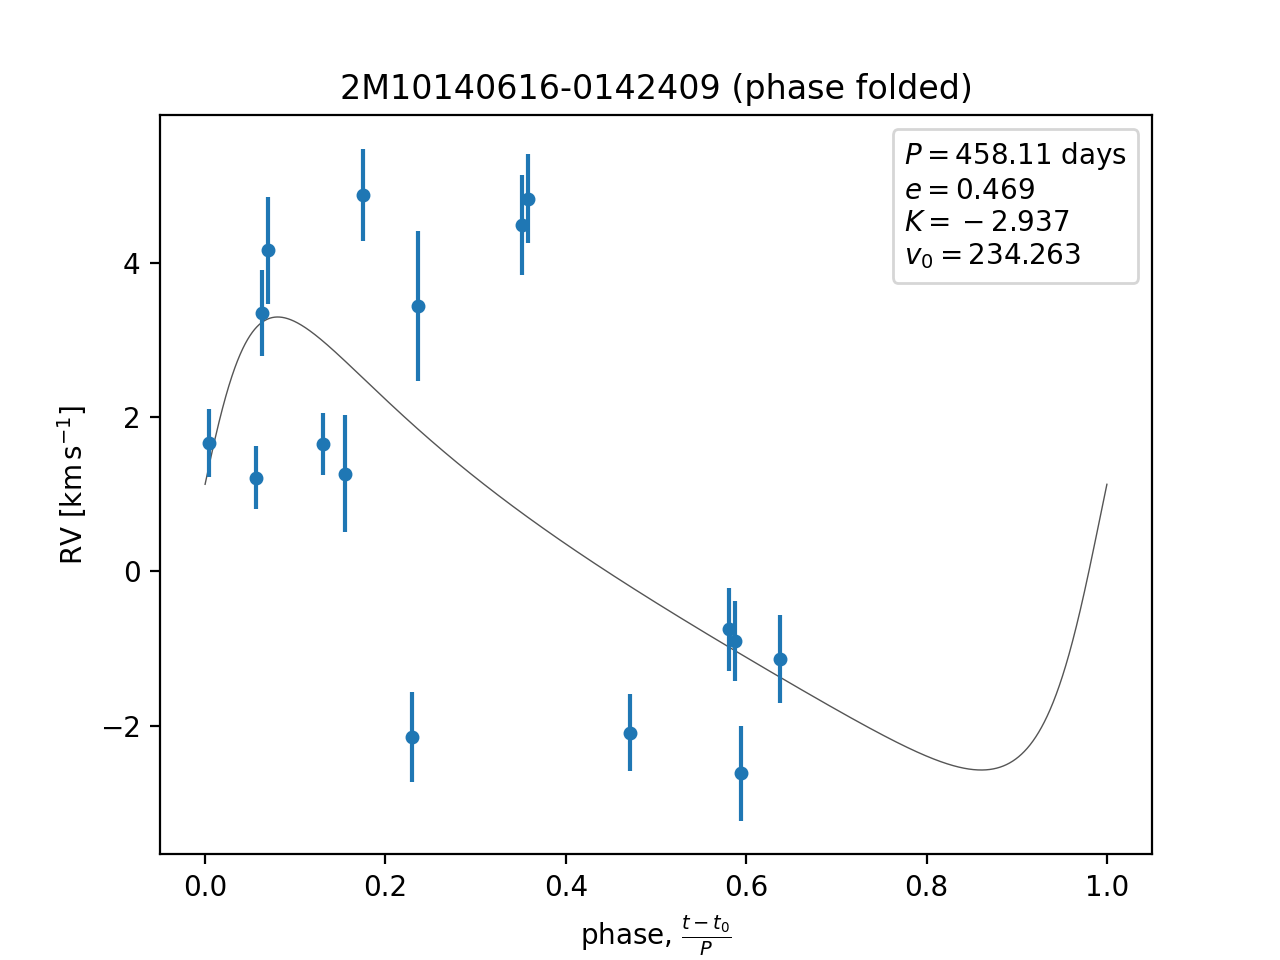 2M10140616-0142409 (phase folded)
P = 458.11 days
e = 0.469
K = −2.937
v₀ = 234.263
RV [km s⁻¹]
4
2
0
−2
0.0 0.2 0.4 0.6 0.8 1.0
phase, (t − t₀)/P